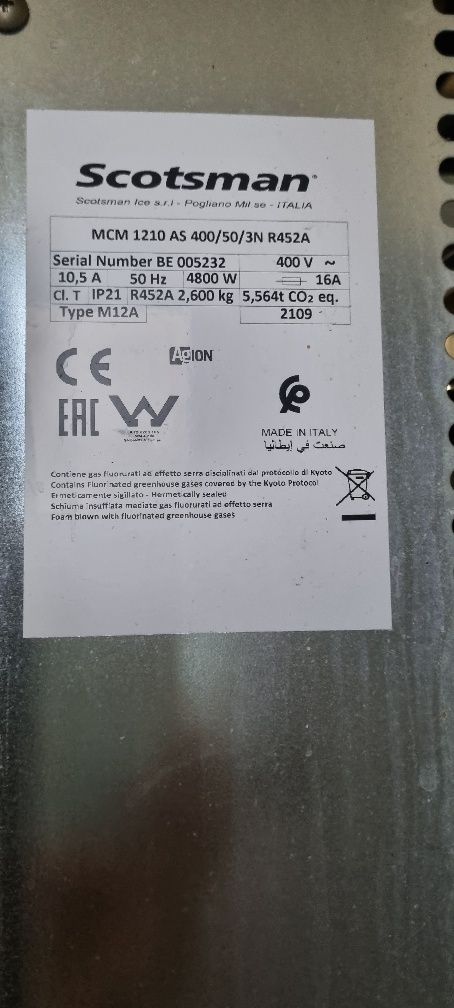 Scotsman
Scotsman Ice s.r.l - Pogliano Mil se - ITALIA
MCM 1210 AS 400/50/3N R452A
Serial Number BE 005232 400 V ~
10,5 A 50 Hz 4800 W 16A
Cl. T IP21 R452A 2,600 kg 5,564t CO₂ eq.
Type M12A 2109
CE AgION
EAC W
MADE IN ITALY
صنعت في إيطاليا
Contiene gas fluorurati ad effetto serra disciplinati dal protocollo di Kyoto
Contains Fluorinated greenhouse gases covered by the Kyoto Protocol
Ermeticamente sigillato - Hermetically sealed
Schiuma insufflata mediate gas fluorurati ad effetto serra
Foam blown with fluorinated greenhouse gases